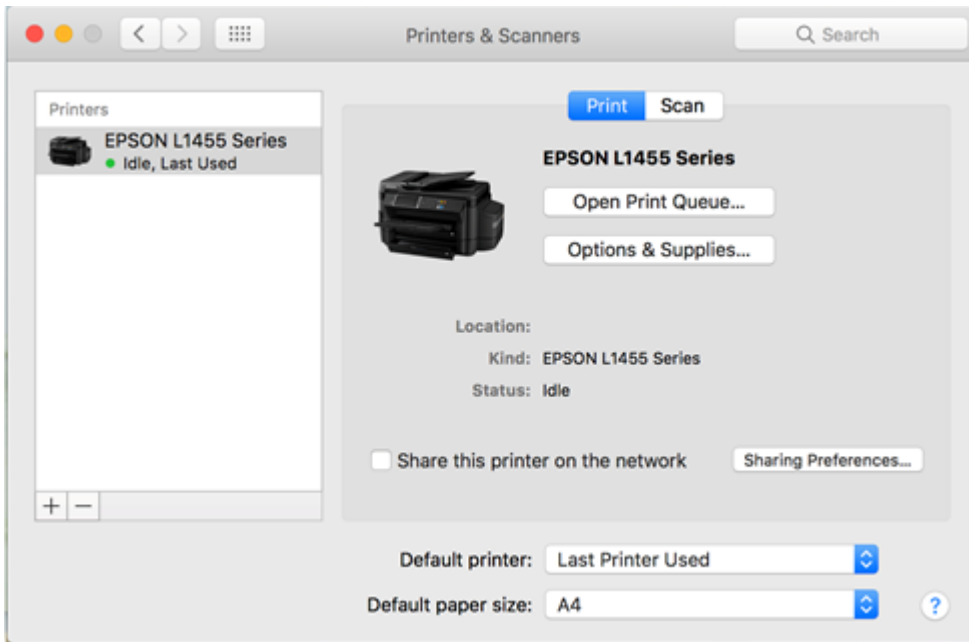 Printers & Scanners
Search
Printers
EPSON L1455 Series
Idle, Last Used
Print Scan
EPSON L1455 Series
Open Print Queue...
Options & Supplies...
Location:
Kind: EPSON L1455 Series
Status: Idle
Share this printer on the network Sharing Preferences...
+ −
Default printer: Last Printer Used
Default paper size: A4 ?